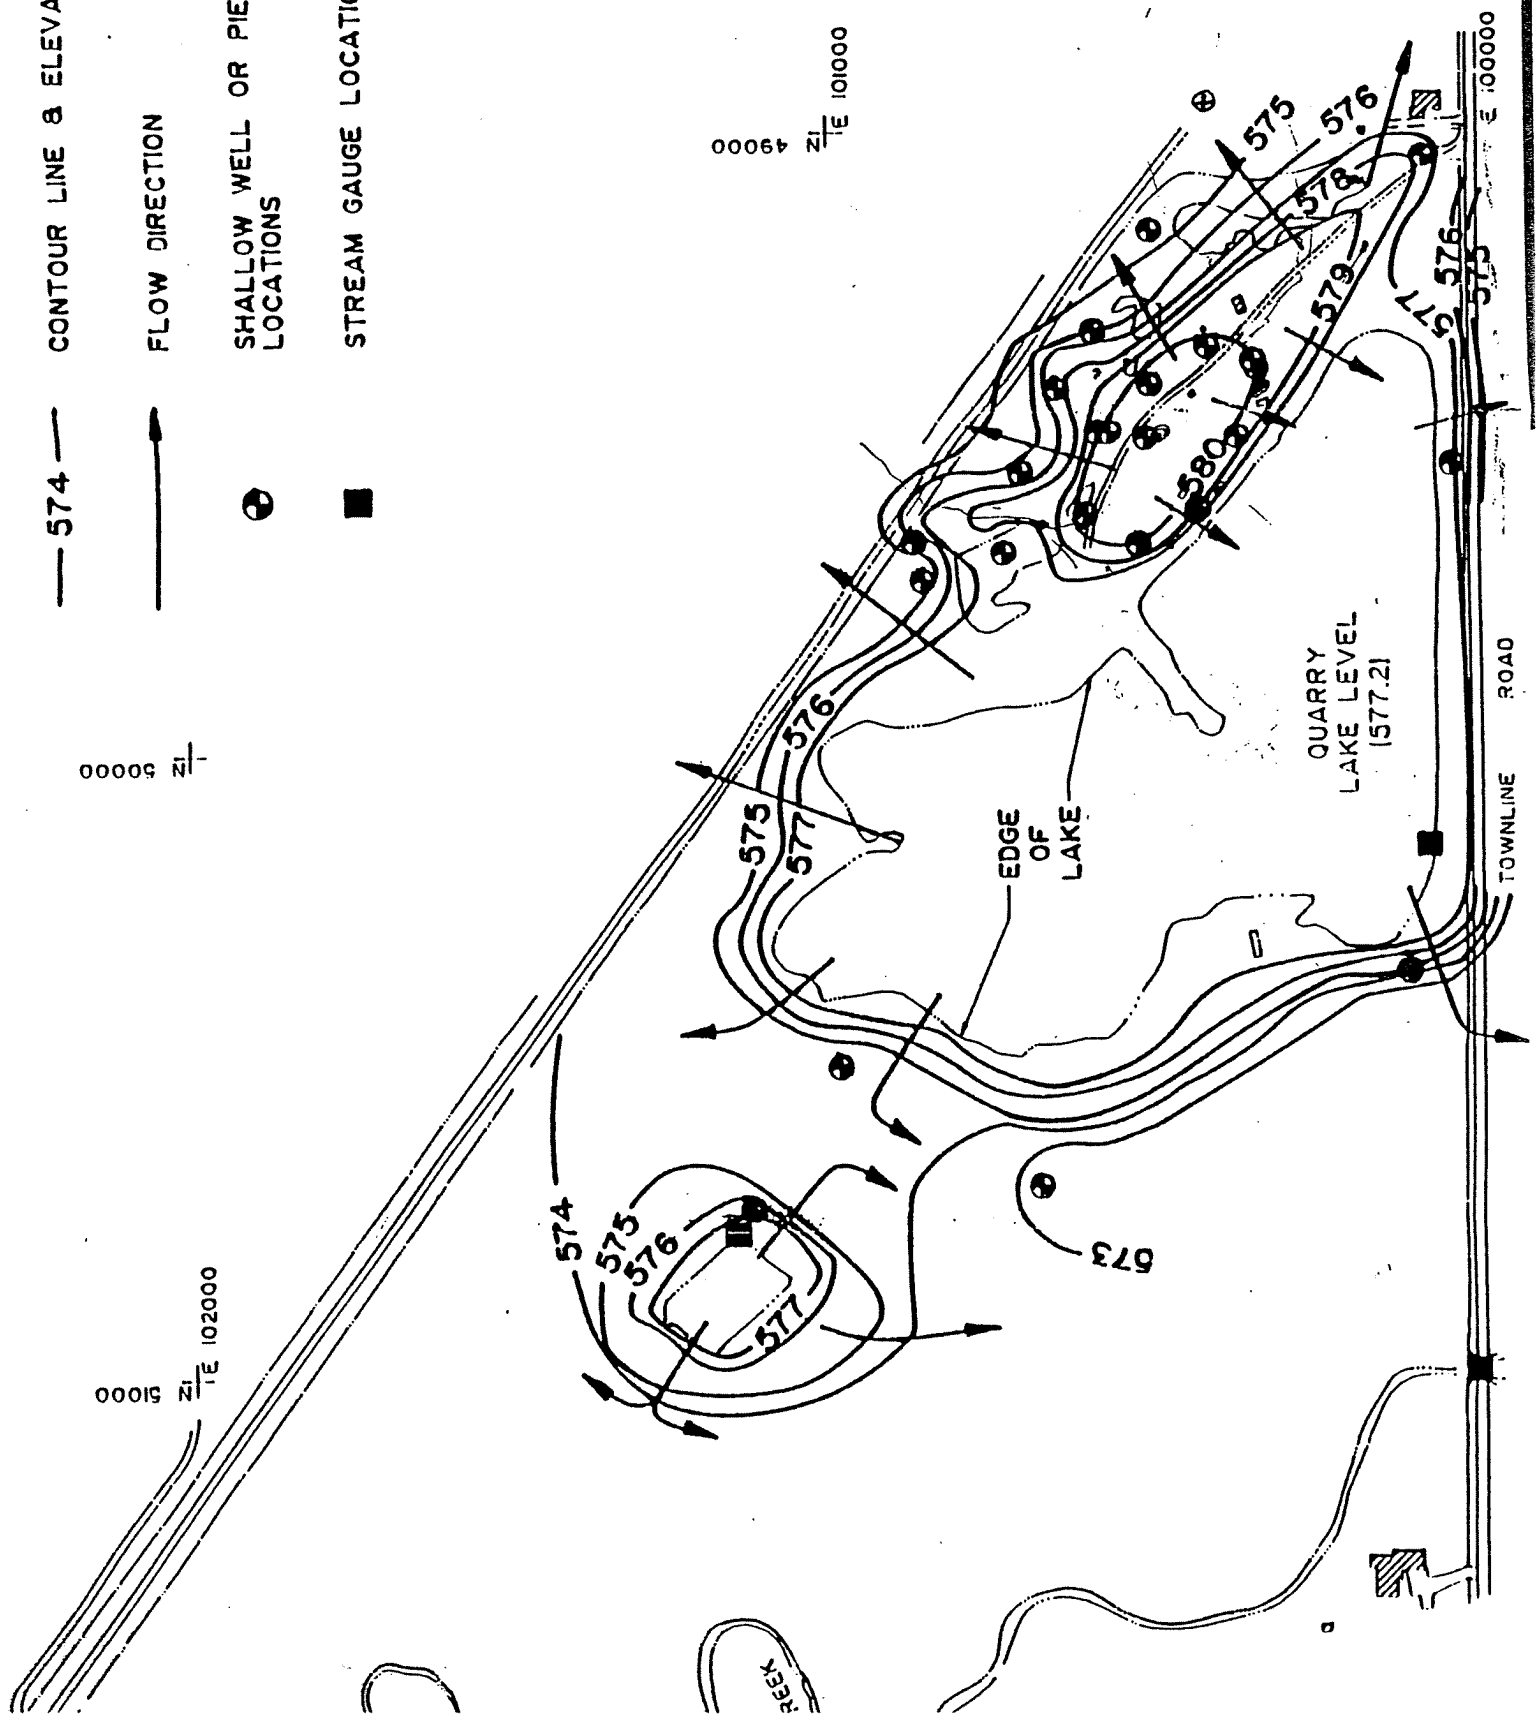 — 574 — CONTOUR LINE & ELEVA
FLOW DIRECTION
SHALLOW WELL OR PIE
LOCATIONS
STREAM GAUGE LOCATIO
N 49000
E 101000
N 50000
N 51000
E 102000
E 100000
575
576
578
579
577
576
575
580
576
575
577
EDGE
OF
LAKE
QUARRY
LAKE LEVEL
(577.2)
TOWNLINE ROAD
574
575
576
577
573
REEK